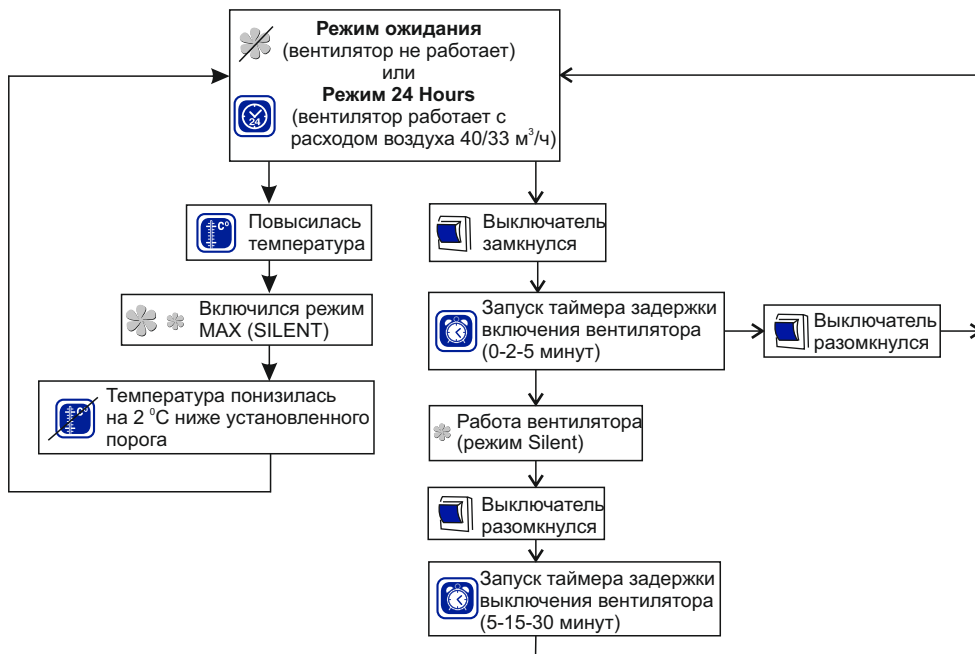 Режим ожидания
(вентилятор не работает)
или
Режим 24 Hours
(вентилятор работает с
расходом воздуха 40/33 м³/ч)
24
Повысилась
температура
C°
Включился режим
MAX (SILENT)
Температура понизилась
на 2 °C ниже установленного
порога
C°
Выключатель
замкнулся
Запуск таймера задержки
включения вентилятора
(0-2-5 минут)
Выключатель
разомкнулся
Работа вентилятора
(режим Silent)
Выключатель
разомкнулся
Запуск таймера задержки
выключения вентилятора
(5-15-30 минут)